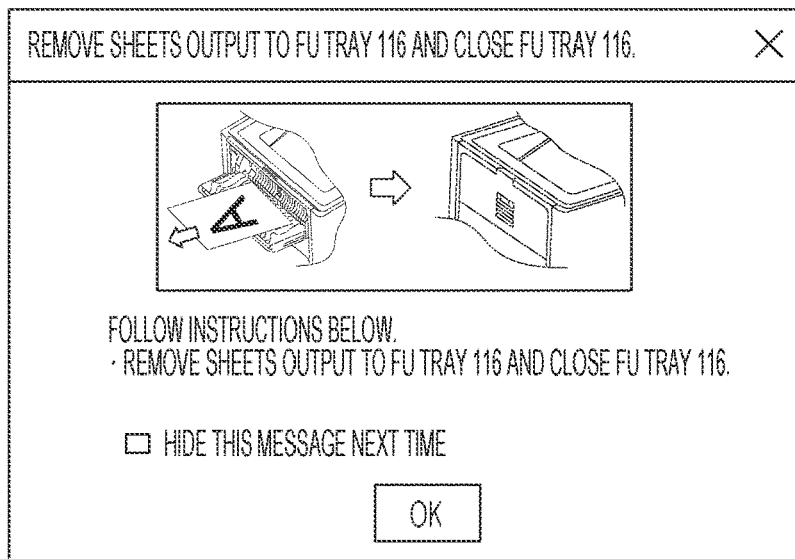 REMOVE SHEETS OUTPUT TO FU TRAY 116 AND CLOSE FU TRAY 116.
A
FOLLOW INSTRUCTIONS BELOW.
· REMOVE SHEETS OUTPUT TO FU TRAY 116 AND CLOSE FU TRAY 116.
HIDE THIS MESSAGE NEXT TIME
OK